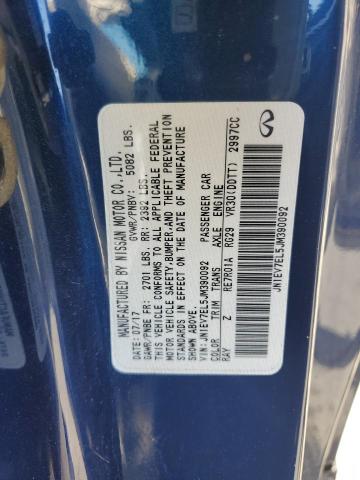 MANUFACTURED BY NISSAN MOTOR CO.,LTD.
DATE: 07/17 GVWR/PNBV: 5082 LBS.
GAWR/PNBE FR: 2701 LBS. RR: 2392 LBS.
THIS VEHICLE CONFORMS TO ALL APPLICABLE FEDERAL
MOTOR VEHICLE SAFETY,BUMPER,AND THEFT PREVENTION
STANDARDS IN EFFECT ON THE DATE OF MANUFACTURE
SHOWN ABOVE.
VIN: JN1EV7EL5JM390092 PASSENGER CAR
COLOR TRIM TRANS AXLE ENGINE
RAY Z RE7R01A RG29 VR30(DDTT) 2997CC
JN1EV7EL5JM390092